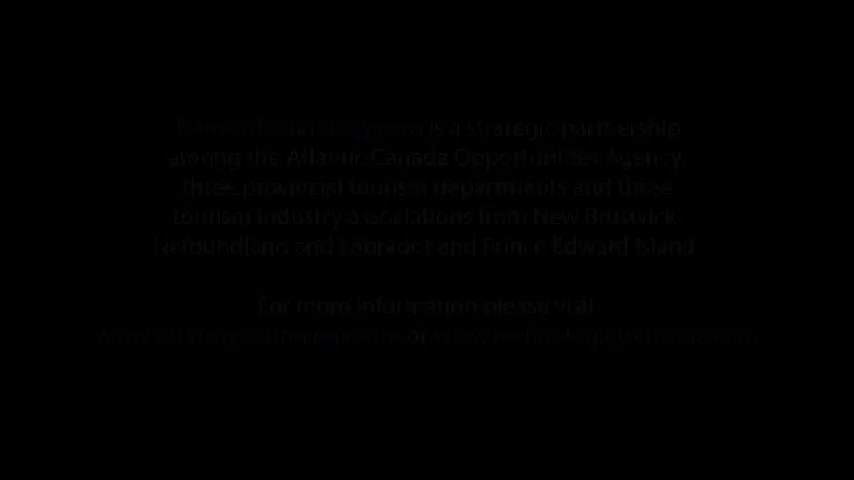 is a strategic partnership
among the Atlantic Canada Opportunities Agency,
three provincial tourism departments and three
tourism industry associations from New Brunswick
Newfoundland and Labrador and Prince Edward Island
For more information please visit
or